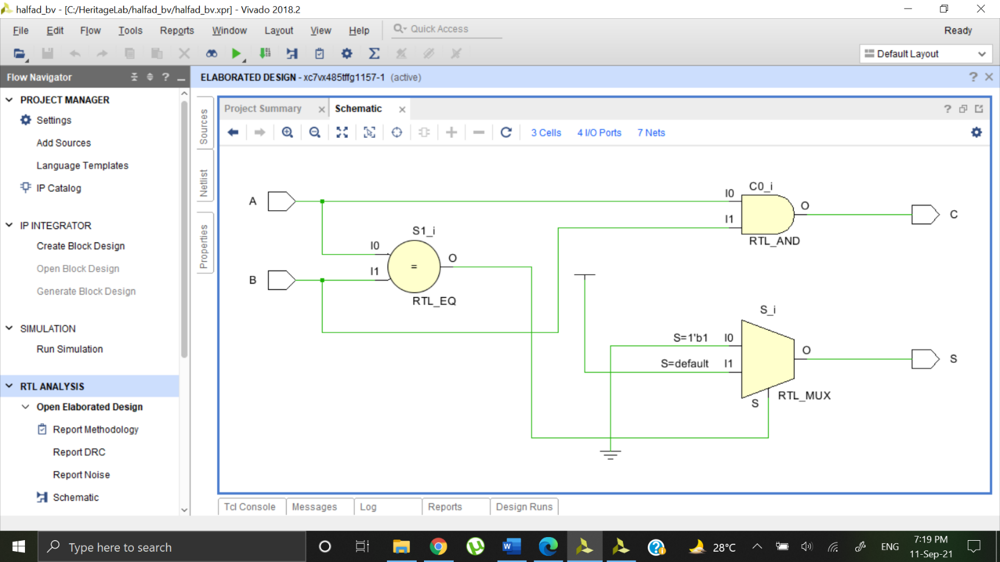 halfad_bv - [C:/HeritageLab/halfad_bv/halfad_bv.xpr] - Vivado 2018.2
File Edit Flow Tools Reports Window Layout View Help Quick Access Ready
Default Layout
Flow Navigator
ELABORATED DESIGN - xc7vx485tffg1157-1 (active)
PROJECT MANAGER
Settings
Add Sources
Language Templates
IP Catalog
IP INTEGRATOR
Create Block Design
Open Block Design
Generate Block Design
SIMULATION
Run Simulation
RTL ANALYSIS
Open Elaborated Design
Report Methodology
Report DRC
Report Noise
Schematic
Sources
Netlist
Properties
Project Summary Schematic
3 Cells 4 I/O Ports 7 Nets
A
B
S1_i
I0
I1
=
O
RTL_EQ
C0_i
I0
I1
O
RTL_AND
C
S_i
S=1'b1 I0
S=default I1
O
S
RTL_MUX
S
Tcl Console Messages Log Reports Design Runs
Type here to search
28°C
ENG
7:19 PM
11-Sep-21